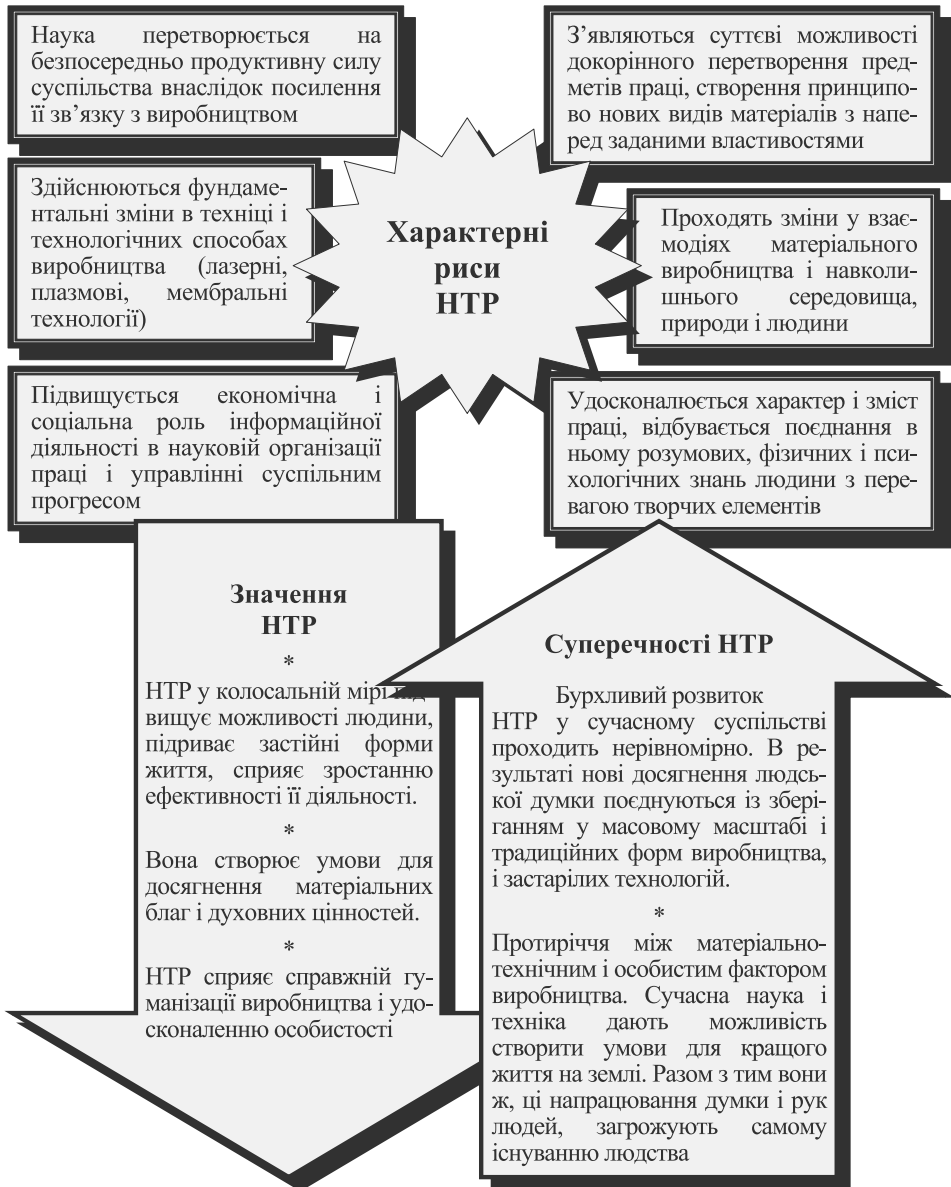 Наука перетворюється на
безпосередньо продуктивну силу
суспільства внаслідок посилення
її зв’язку з виробництвом
З’являються суттєві можливості
докорінного перетворення пред-
метів праці, створення принципо-
во нових видів матеріалів з напе-
ред заданими властивостями
Здійснюються фундаме-
нтальні зміни в техніці і
технологічних способах
виробництва (лазерні,
плазмові, мембральні
технології)
Характерні
риси
НТР
Проходять зміни у взає-
модіях матеріального
виробництва і навколи-
шнього середовища,
природи і людини
Підвищується економічна і
соціальна роль інформаційної
діяльності в науковій організації
праці і управлінні суспільним
прогресом
Удосконалюється характер і зміст
праці, відбувається поєднання в
ньому розумових, фізичних і пси-
хологічних знань людини з пере-
вагою творчих елементів
Значення
НТР
*
НТР у колосальній мірі під-
вищує можливості людини,
підриває застійні форми
життя, сприяє зростанню
ефективності її діяльності.
*
Вона створює умови для
досягнення матеріальних
благ і духовних цінностей.
*
НТР сприяє справжній гу-
манізації виробництва і удо-
сконаленню особистості
Суперечності НТР
Бурхливий розвиток
НТР у сучасному суспільстві
проходить нерівномірно. В ре-
зультаті нові досягнення людсь-
кої думки поєднуються із збері-
ганням у масовому масштабі і
традиційних форм виробництва,
і застарілих технологій.
*
Протиріччя між матеріально-
технічним і особистим фактором
виробництва. Сучасна наука і
техніка дають можливість
створити умови для кращого
життя на землі. Разом з тим вони
ж, ці напрацювання думки і рук
людей, загрожують самому
існуванню людства